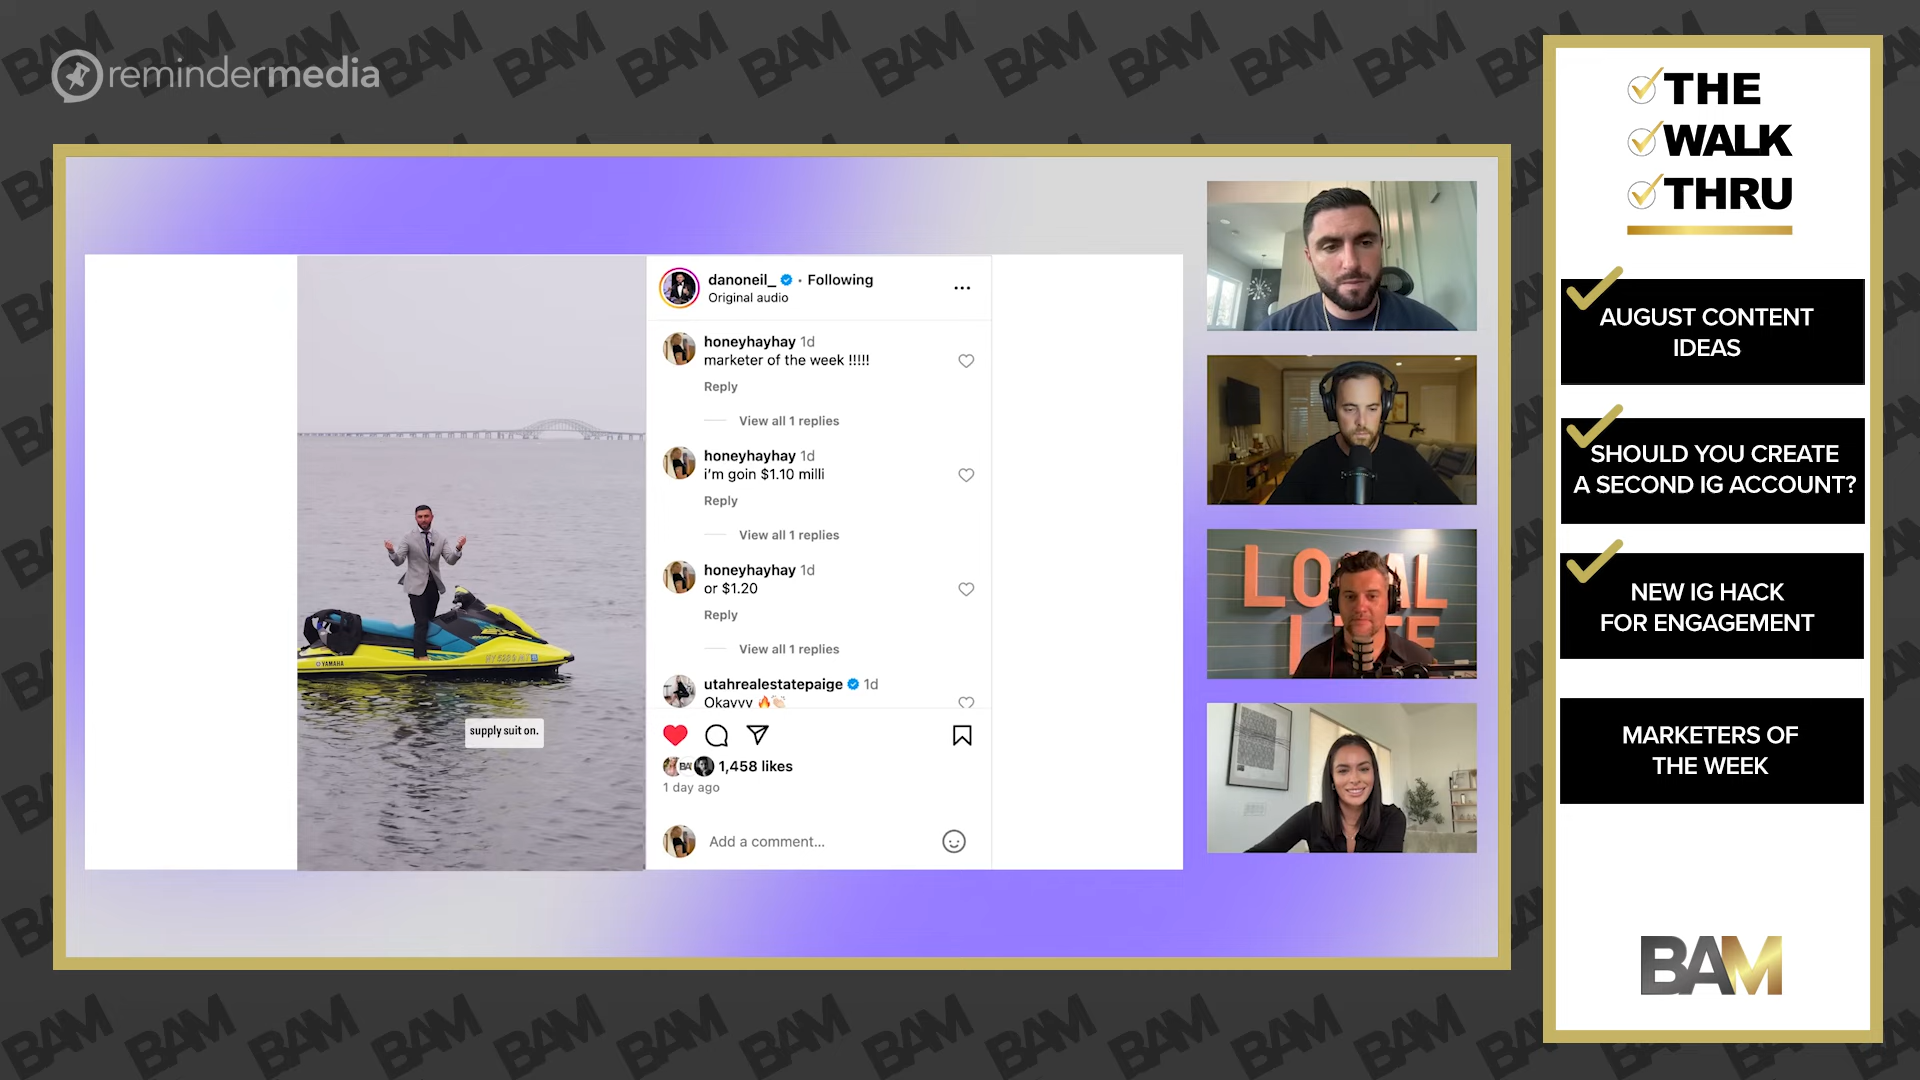 remindermedia
danoneil_ • Following
Original audio
honeyhayhay 1d
marketer of the week !!!!!
Reply
View all 1 replies
honeyhayhay 1d
i'm goin $1.10 milli
Reply
View all 1 replies
honeyhayhay 1d
or $1.20
Reply
View all 1 replies
utahrealestatepaige 1d
Okayyy 🔥👏🏻
1,458 likes
1 day ago
Add a comment...
supply suit on.
YAMAHA
LOCAL
LIFE
THE
WALK
THRU
AUGUST CONTENT
IDEAS
SHOULD YOU CREATE
A SECOND IG ACCOUNT?
NEW IG HACK
FOR ENGAGEMENT
MARKETERS OF
THE WEEK
BAM